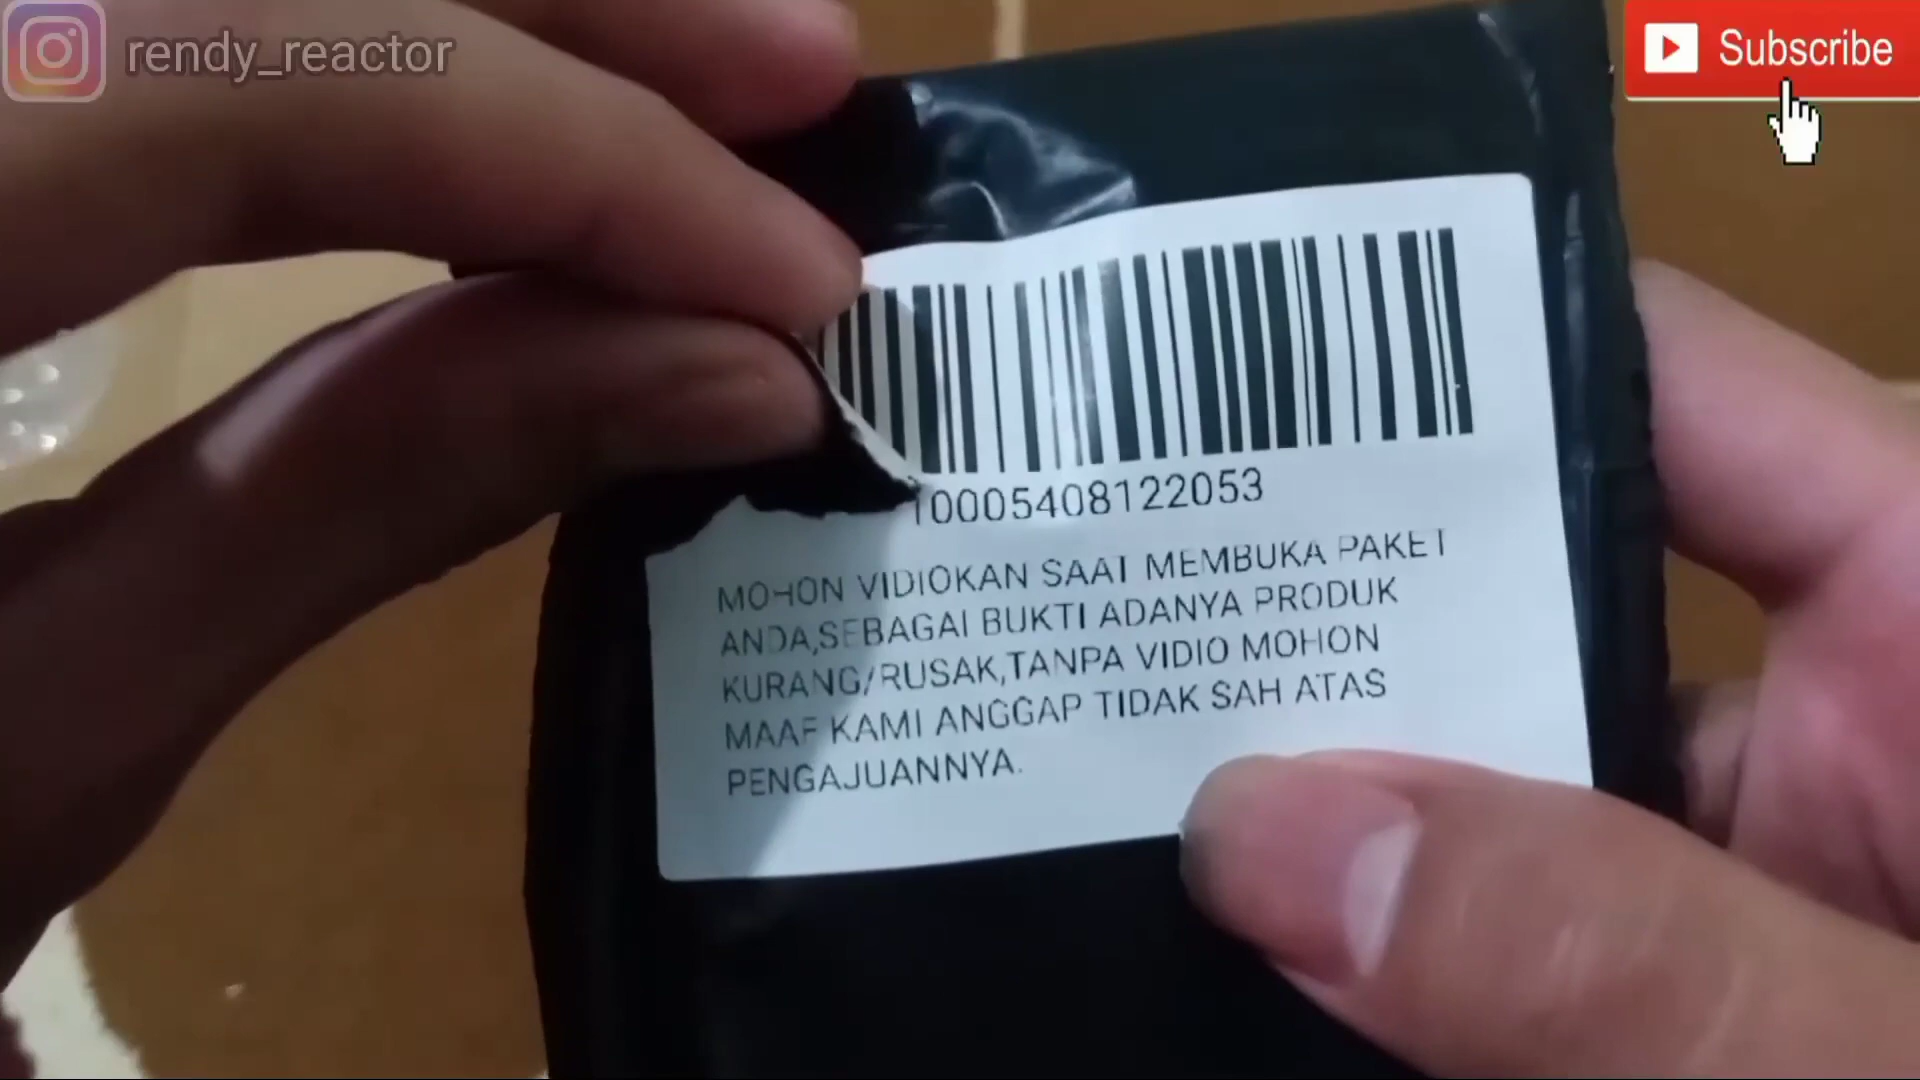 rendy_reactor
Subscribe
10005408122053
MOHON VIDIOKAN SAAT MEMBUKA PAKET
ANDA,SEBAGAI BUKTI ADANYA PRODUK
KURANG/RUSAK,TANPA VIDIO MOHON
MAAF KAMI ANGGAP TIDAK SAH ATAS
PENGAJUANNYA.